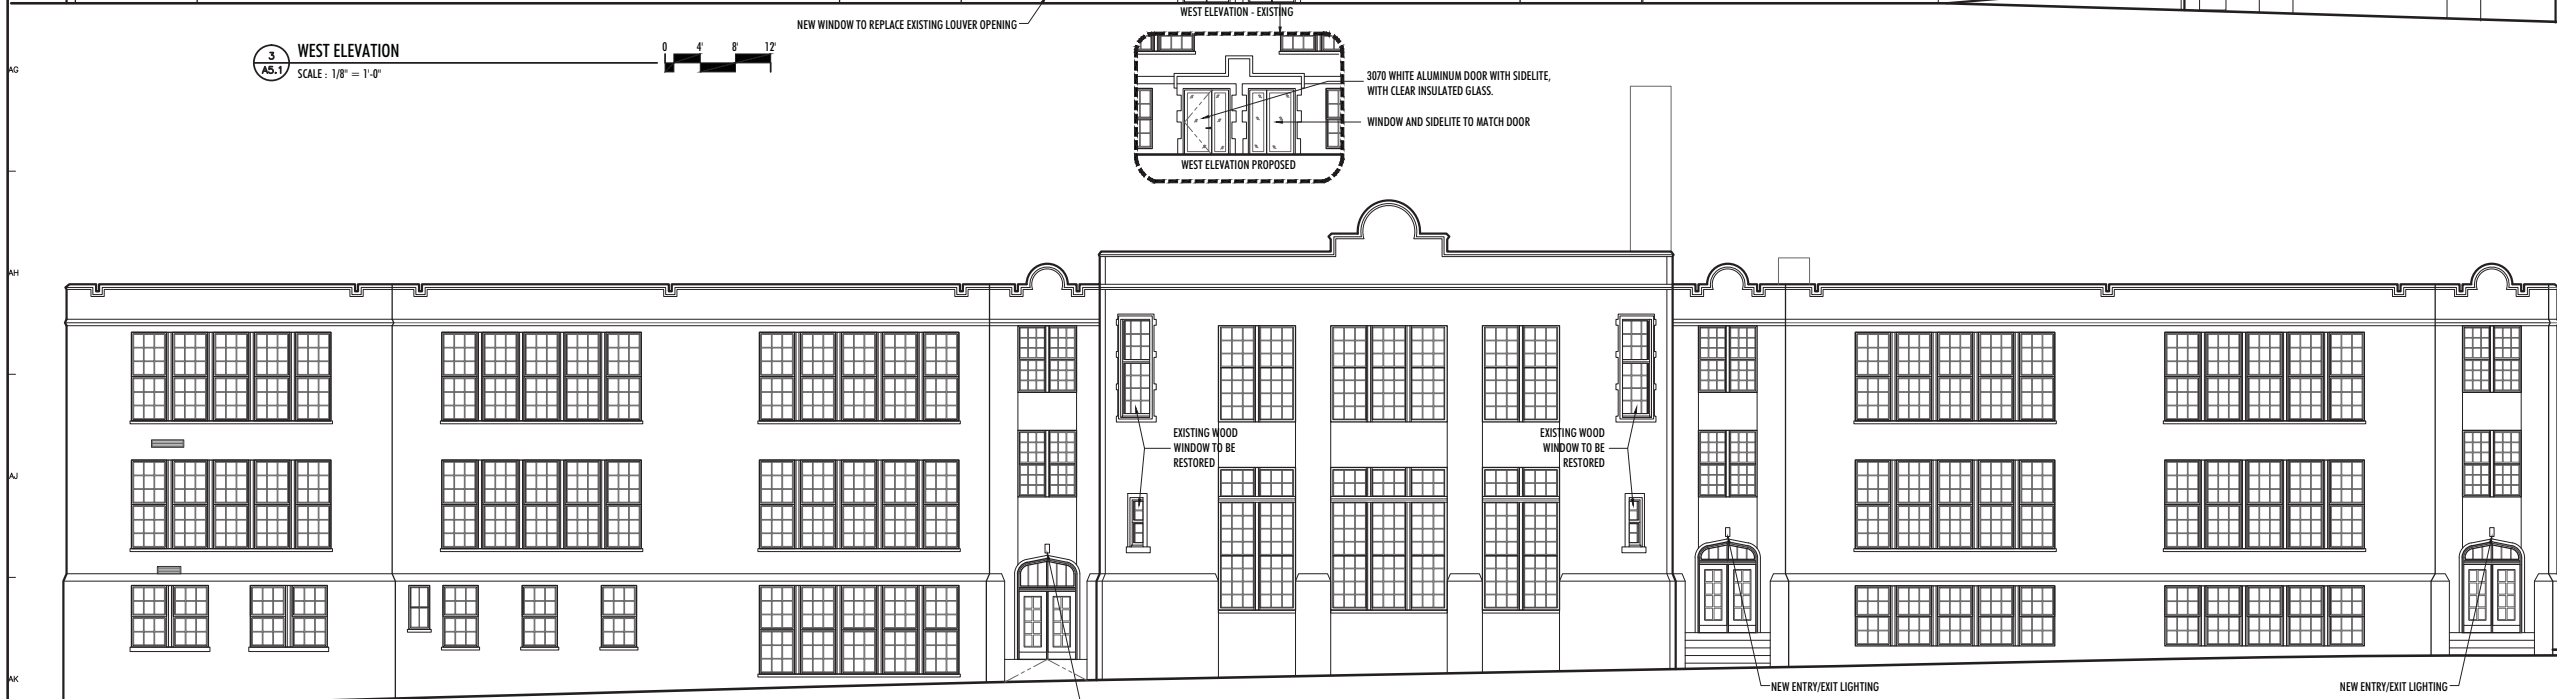 NEW WINDOW TO REPLACE EXISTING LOUVER OPENING
WEST ELEVATION - EXISTING
3
A5.1
WEST ELEVATION
SCALE : 1/8" = 1'-0"
0 4' 8' 12'
3070 WHITE ALUMINUM DOOR WITH SIDELITE,
WITH CLEAR INSULATED GLASS.
WINDOW AND SIDELITE TO MATCH DOOR
WEST ELEVATION PROPOSED
AG
AH
AJ
AK
EXISTING WOOD
WINDOW TO BE
RESTORED
EXISTING WOOD
WINDOW TO BE
RESTORED
NEW ENTRY/EXIT LIGHTING
NEW ENTRY/EXIT LIGHTING